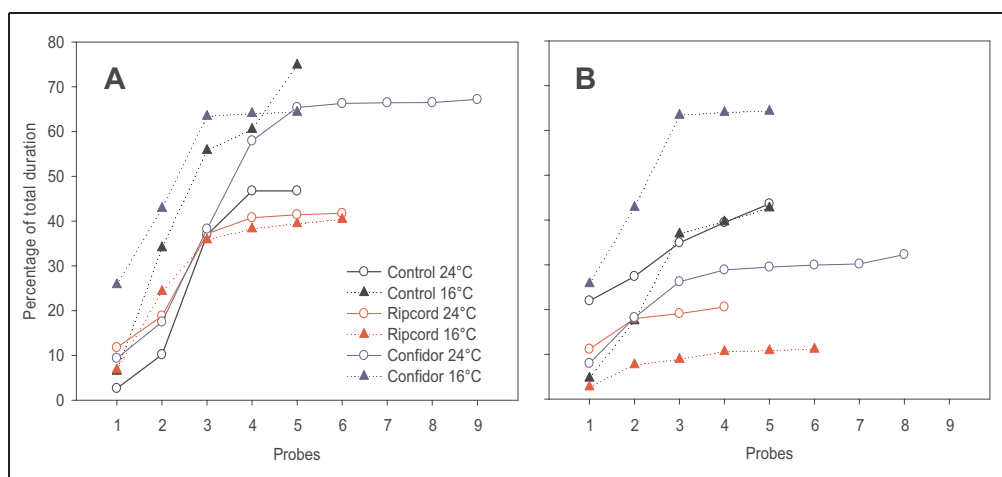 A
B
Percentage of total duration
80
70
60
50
40
30
20
10
0
Control 24°C
Control 16°C
Ripcord 24°C
Ripcord 16°C
Confidor 24°C
Confidor 16°C
1 2 3 4 5 6 7 8 9
1 2 3 4 5 6 7 8 9
Probes
Probes